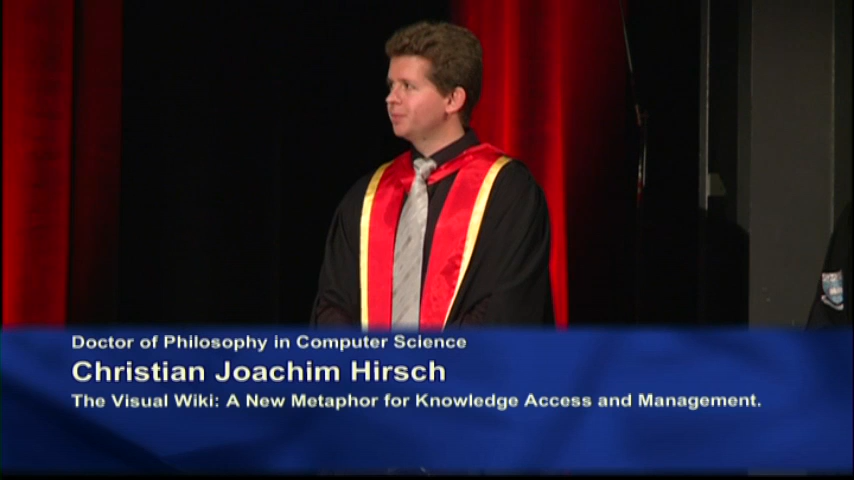 Doctor of Philosophy in Computer Science
Christian Joachim Hirsch
The Visual Wiki: A New Metaphor for Knowledge Access and Management.